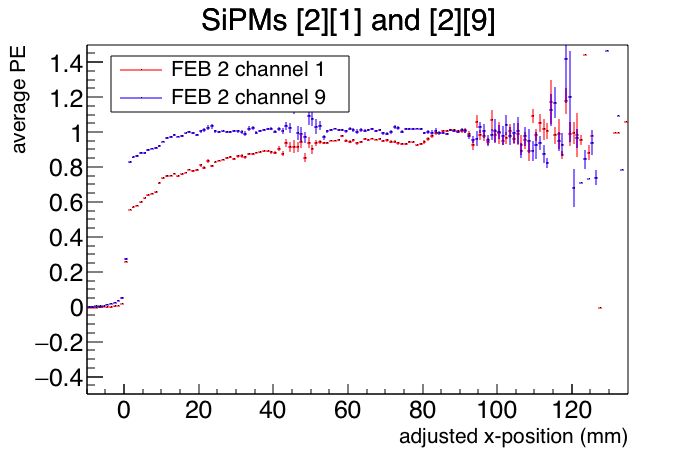 SiPMs [2][1] and [2][9]
average PE
FEB 2 channel 1
FEB 2 channel 9
1.4
1.2
1
0.8
0.6
0.4
0.2
0
−0.2
−0.4
0 20 40 60 80 100 120
adjusted x-position (mm)